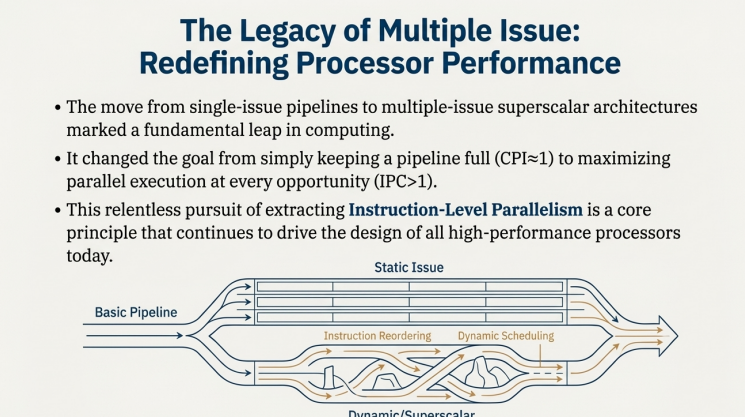 The Legacy of Multiple Issue:
Redefining Processor Performance
• The move from single-issue pipelines to multiple-issue superscalar architectures
marked a fundamental leap in computing.
• It changed the goal from simply keeping a pipeline full (CPI≈1) to maximizing
parallel execution at every opportunity (IPC>1).
• This relentless pursuit of extracting Instruction-Level Parallelism is a core
principle that continues to drive the design of all high-performance processors
today.
Static Issue
Basic Pipeline
Instruction Reordering
Dynamic Scheduling
Dynamic/Superscalar